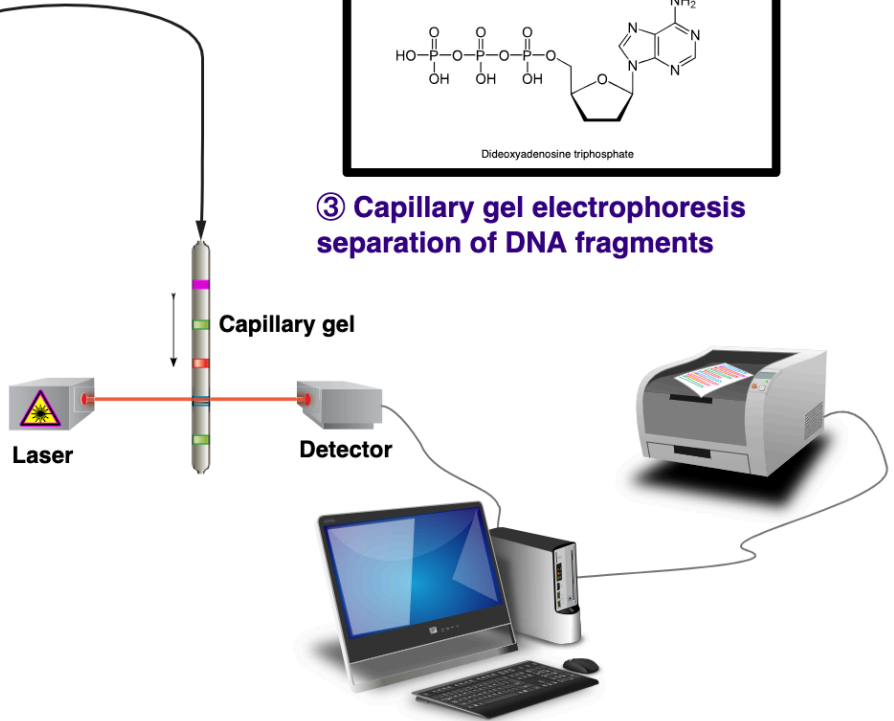 NH₂
N
N
N
N
O
O
O
HO-P-O-P-O-P-O
OH
OH
OH
O
Dideoxyadenosine triphosphate
③ Capillary gel electrophoresis
separation of DNA fragments
Capillary gel
Laser
Detector